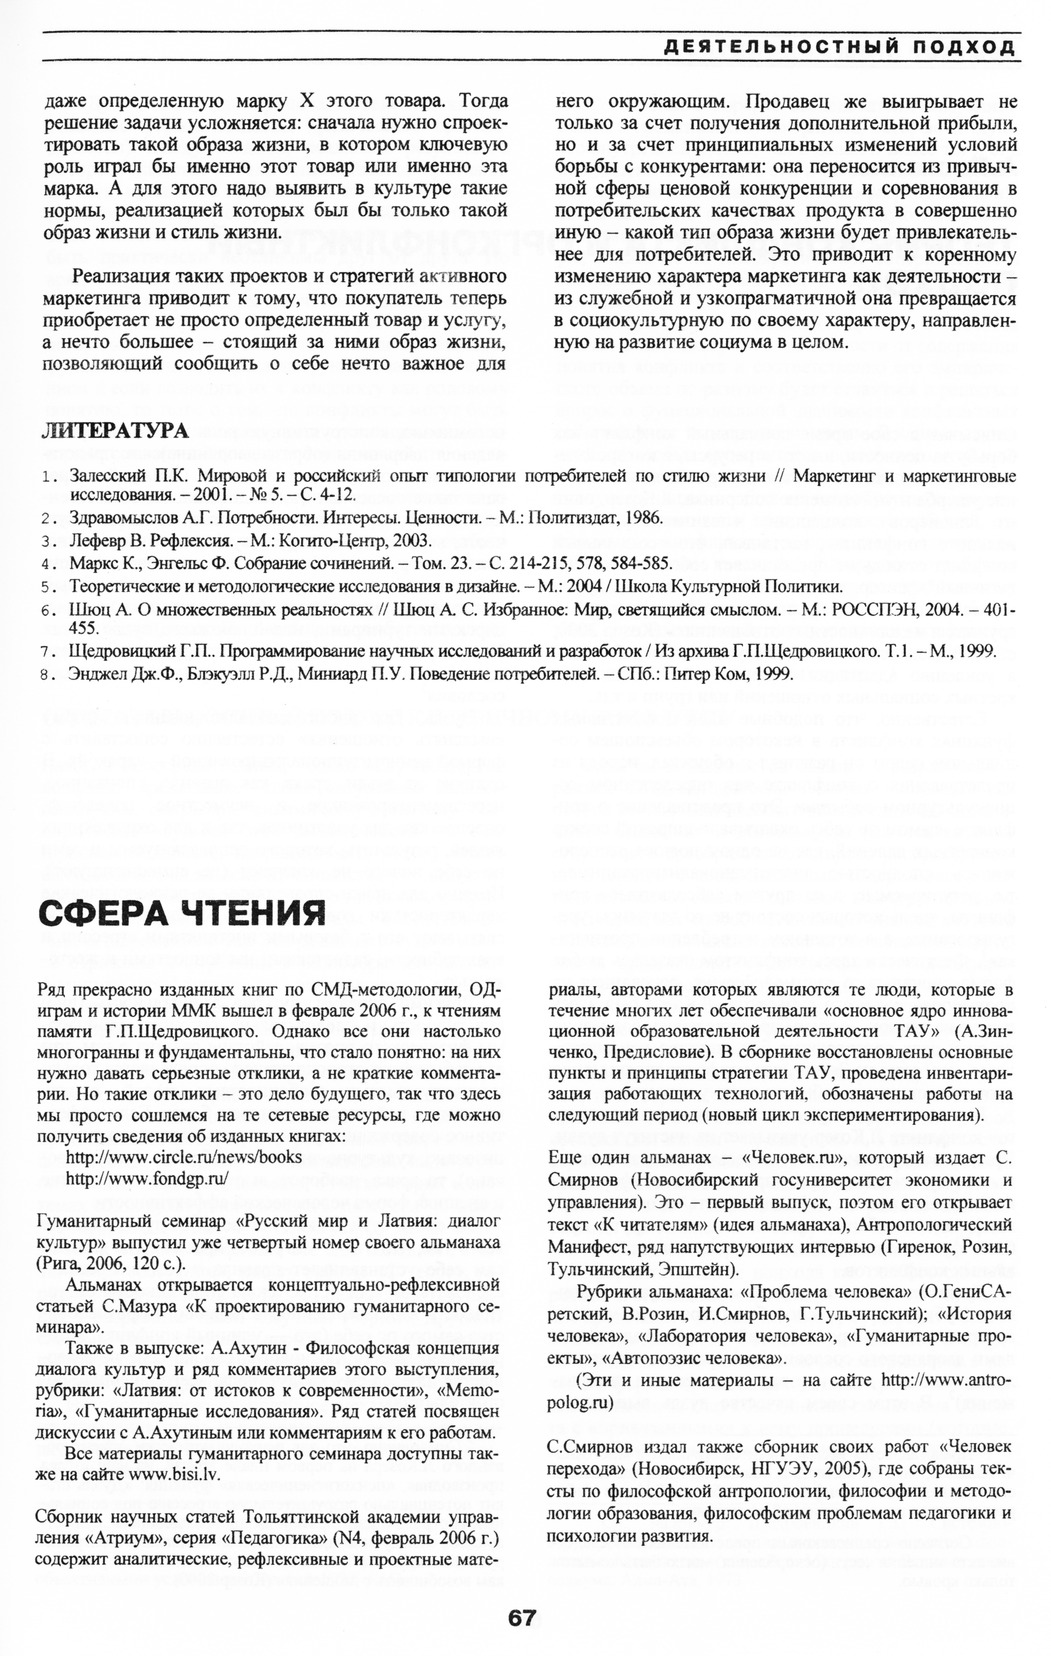 ДЕЯТЕЛЬНОСТНЫЙ ПОДХОД
даже определенную марку X этого товара. Тогда
решение задачи усложняется: сначала нужно спроек-
тировать такой образа жизни, в котором ключевую
роль играл бы именно этот товар или именно эта
марка. А для этого надо выявить в культуре такие
нормы, реализацией которых был бы только такой
образ жизни и стиль жизни.
Реализация таких проектов и стратегий активного
маркетинга приводит к тому, что покупатель теперь
приобретает не просто определенный товар и услугу,
а нечто большее – стоящий за ними образ жизни,
позволяющий сообщить о себе нечто важное для
него окружающим. Продавец же выигрывает не
только за счет получения дополнительной прибыли,
но и за счет принципиальных изменений условий
борьбы с конкурентами: она переносится из привыч-
ной сферы ценовой конкуренции и соревнования в
потребительских качествах продукта в совершенно
иную – какой тип образа жизни будет привлекатель-
нее для потребителей. Это приводит к коренному
изменению характера маркетинга как деятельности –
из служебной и узкопрагматичной она превращается
в социокультурную по своему характеру, направлен-
ную на развитие социума в целом.
ЛИТЕРАТУРА
1. Залесский П.К. Мировой и российский опыт типологии потребителей по стилю жизни // Маркетинг и маркетинговые
исследования. – 2001. – № 5. – С. 4-12.
2. Здравомыслов А.Г. Потребности. Интересы. Ценности. – М.: Политиздат, 1986.
3. Лефевр В. Рефлексия. – М.: Когито-Центр, 2003.
4. Маркс К., Энгельс Ф. Собрание сочинений. – Том. 23. – С. 214-215, 578, 584-585.
5. Теоретические и методологические исследования в дизайне. – М.: 2004 / Школа Культурной Политики.
6. Шюц А. О множественных реальностях // Шюц А. С. Избранное: Мир, светящийся смыслом. – М.: РОССПЭН, 2004. – 401-
455.
7. Щедровицкий Г.П.. Программирование научных исследований и разработок / Из архива Г.П.Щедровицкого. Т.1. – М., 1999.
8. Энджел Дж.Ф., Блэкуэлл Р.Д., Миниард П.У. Поведение потребителей. – СПб.: Питер Ком, 1999.
СФЕРА ЧТЕНИЯ
Ряд прекрасно изданных книг по СМД-методологии, ОД-
играм и истории ММК вышел в феврале 2006 г., к чтениям
памяти Г.П.Щедровицкого. Однако все они настолько
многогранны и фундаментальны, что стало понятно: на них
нужно давать серьезные отклики, а не краткие коммента-
рии. Но такие отклики – это дело будущего, так что здесь
мы просто сошлемся на те сетевые ресурсы, где можно
получить сведения об изданных книгах:
http://www.circle.ru/news/books
http://www.fondgp.ru/
Гуманитарный семинар «Русский мир и Латвия: диалог
культур» выпустил уже четвертый номер своего альманаха
(Рига, 2006, 120 с.).
Альманах открывается концептуально-рефлексивной
статьей С.Мазура «К проектированию гуманитарного се-
минара».
Также в выпуске: А.Ахутин - Философская концепция
диалога культур и ряд комментариев этого выступления,
рубрики: «Латвия: от истоков к современности», «Memo-
ria», «Гуманитарные исследования». Ряд статей посвящен
дискуссии с А.Ахутиным или комментариям к его работам.
Все материалы гуманитарного семинара доступны так-
же на сайте www.bisi.lv.
Сборник научных статей Тольяттинской академии управ-
ления «Атриум», серия «Педагогика» (N4, февраль 2006 г.)
содержит аналитические, рефлексивные и проектные мате-
риалы, авторами которых являются те люди, которые в
течение многих лет обеспечивали «основное ядро иннова-
ционной образовательной деятельности ТАУ» (А.Зин-
ченко, Предисловие). В сборнике восстановлены основные
пункты и принципы стратегии ТАУ, проведена инвентари-
зация работающих технологий, обозначены работы на
следующий период (новый цикл экспериментирования).
Еще один альманах – «Человек.ru», который издает С.
Смирнов (Новосибирский госуниверситет экономики и
управления). Это – первый выпуск, поэтом его открывает
текст «К читателям» (идея альманаха), Антропологический
Манифест, ряд напутствующих интервью (Гиренок, Розин,
Тульчинский, Эпштейн).
Рубрики альманаха: «Проблема человека» (О.ГениСА-
ретский, В.Розин, И.Смирнов, Г.Тульчинский); «История
человека», «Лаборатория человека», «Гуманитарные про-
екты», «Автопоэзис человека».
(Эти и иные материалы – на сайте http://www.antro-
polog.ru)
С.Смирнов издал также сборник своих работ «Человек
перехода» (Новосибирск, НГУЭУ, 2005), где собраны тек-
сты по философской антропологии, философии и методо-
логии образования, философским проблемам педагогики и
психологии развития.
67